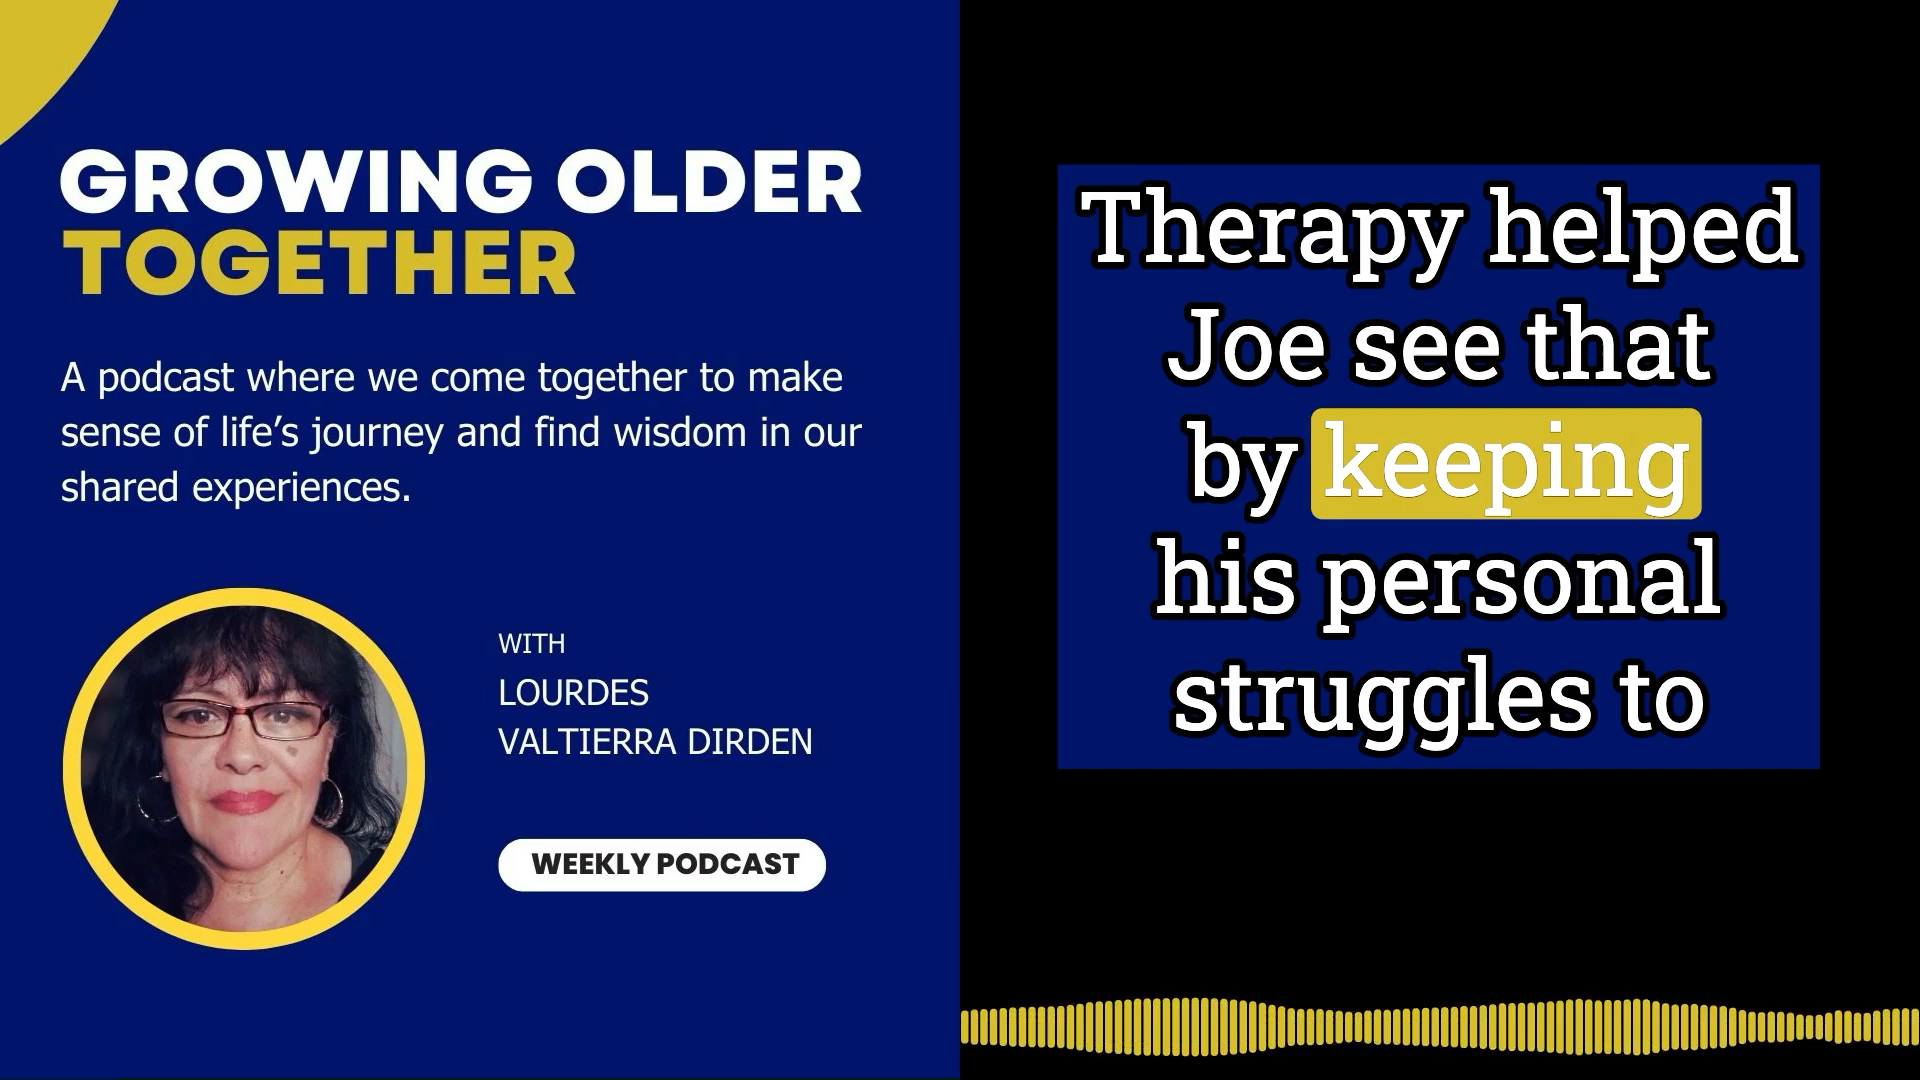 GROWING OLDER
TOGETHER
A podcast where we come together to make
sense of life’s journey and find wisdom in our
shared experiences.
WITH
LOURDES
VALTIERRA DIRDEN
WEEKLY PODCAST
Therapy helped
Joe see that
by keeping
his personal
struggles to